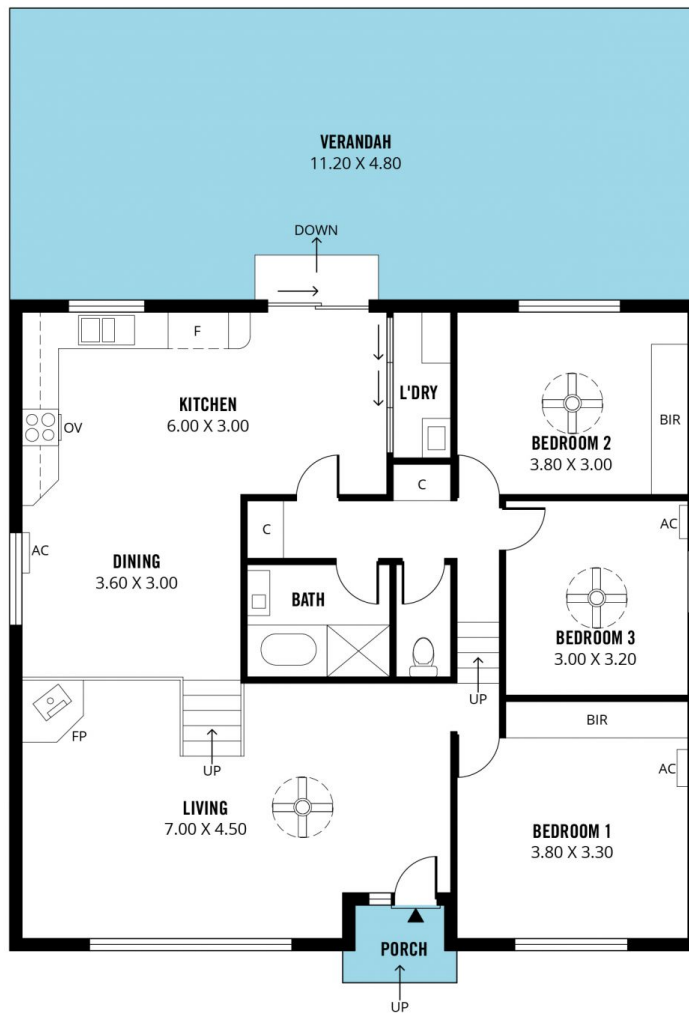 VERANDAH
11.20 X 4.80
DOWN
F
KITCHEN
6.00 X 3.00
OV
L'DRY
BEDROOM 2
3.80 X 3.00
BIR
C
C
AC
AC
DINING
3.60 X 3.00
BATH
BEDROOM 3
3.00 X 3.20
UP
FP
UP
BIR
AC
LIVING
7.00 X 4.50
BEDROOM 1
3.80 X 3.30
PORCH
UP